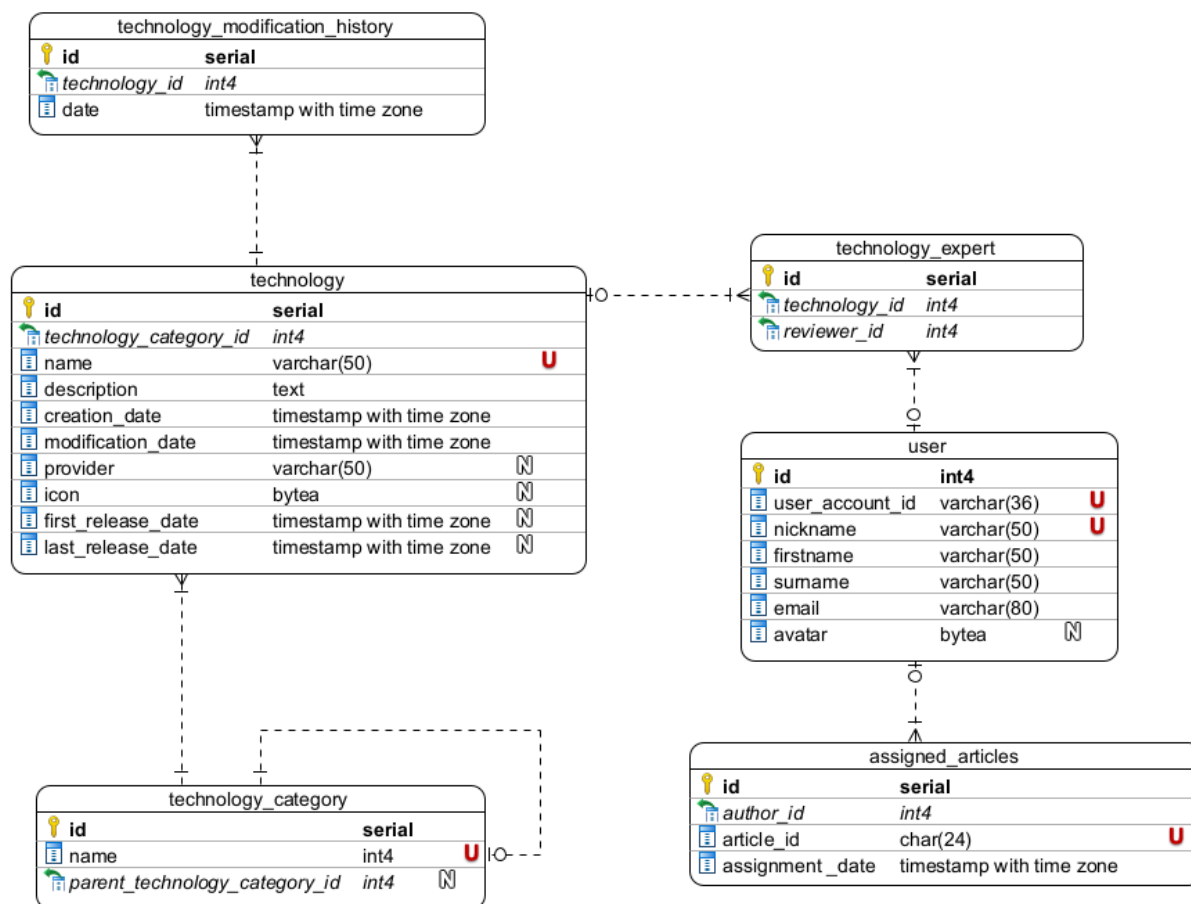 technology_modification_history
id serial
technology_id int4
date timestamp with time zone
technology
id serial
technology_category_id int4
name varchar(50) U
description text
creation_date timestamp with time zone
modification_date timestamp with time zone
provider varchar(50) N
icon bytea N
first_release_date timestamp with time zone N
last_release_date timestamp with time zone N
technology_expert
id serial
technology_id int4
reviewer_id int4
user
id int4
user_account_id varchar(36) U
nickname varchar(50) U
firstname varchar(50)
surname varchar(50)
email varchar(80)
avatar bytea N
technology_category
id serial
name int4 U
parent_technology_category_id int4 N
assigned_articles
id serial
author_id int4
article_id char(24) U
assignment _date timestamp with time zone